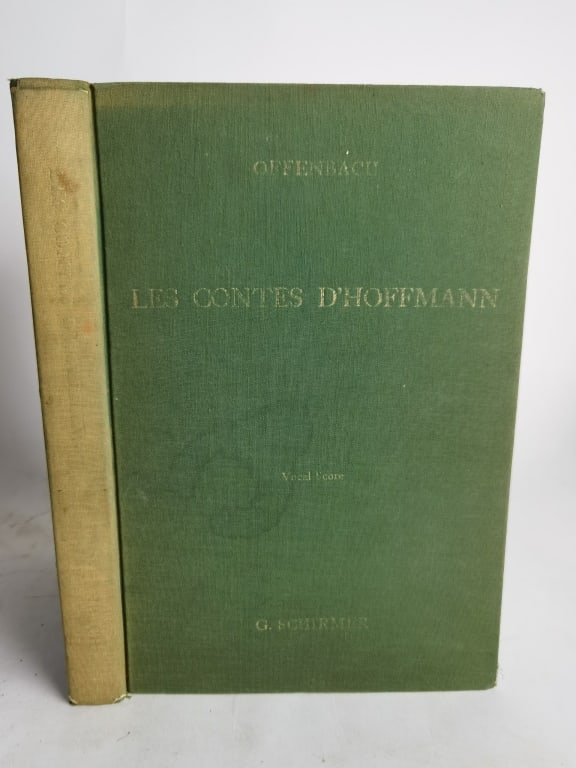 OFFENBACH
LES CONTES D'HOFFMANN
Vocal Score
G. SCHIRMER